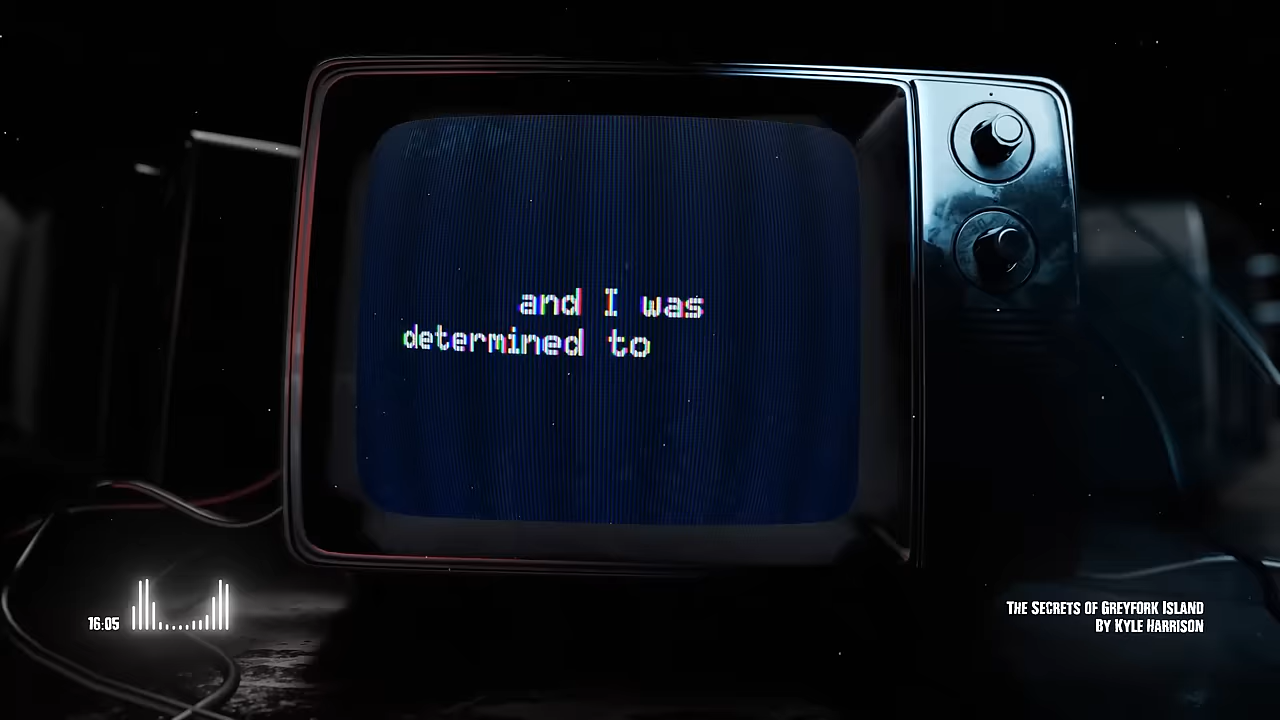 and I was
determined to
16:05
The Secrets of Greyfork Island
By Kyle Harrison